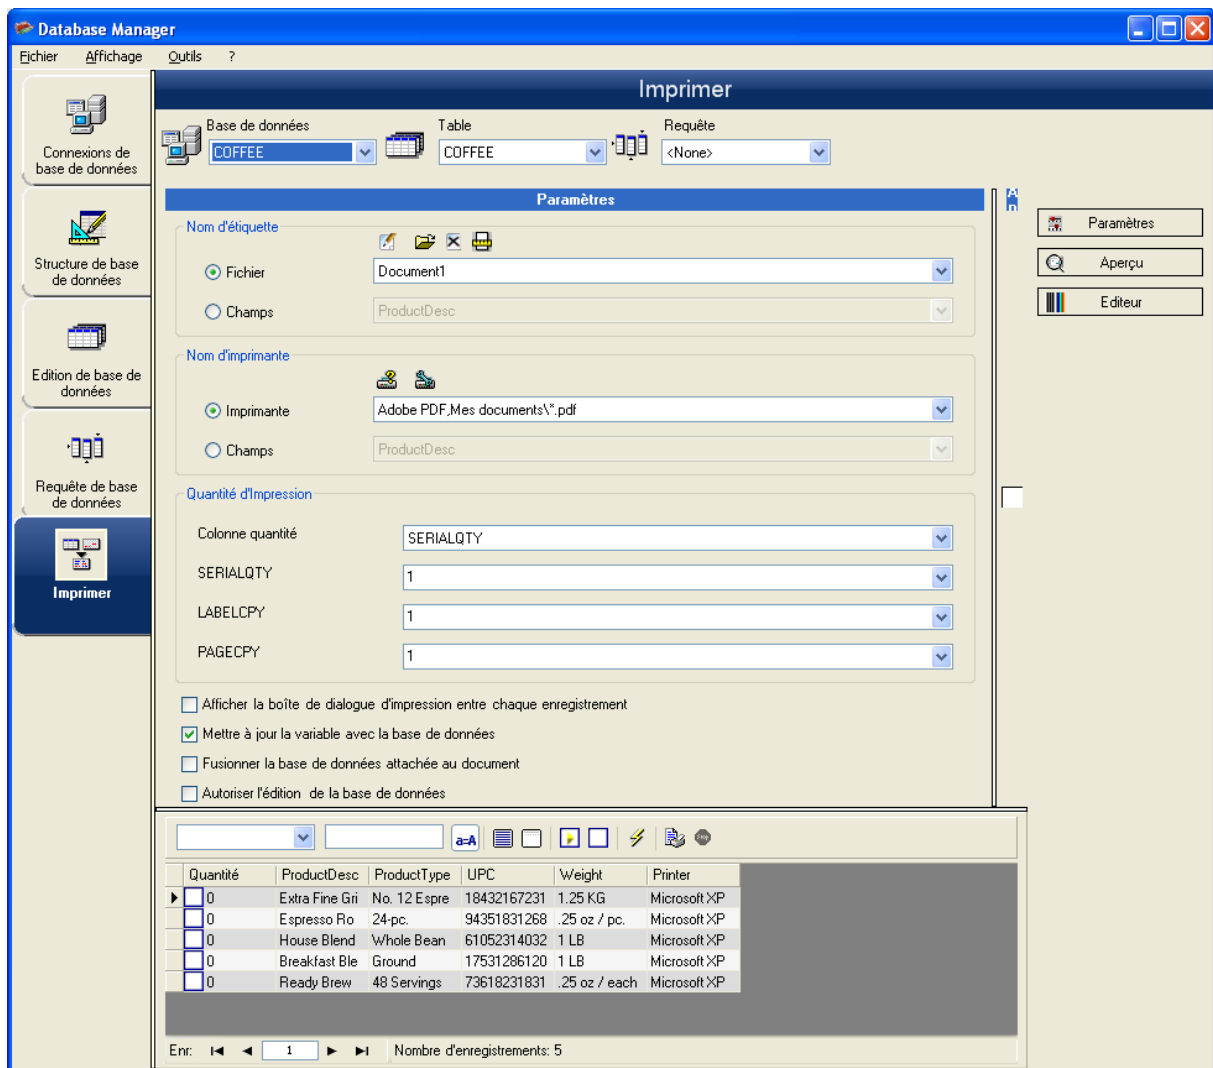 Database Manager
Fichier Affichage Outils ?
Imprimer
Connexions de
base de données
Structure de base
de données
Edition de base de
données
Requête de base
de données
Imprimer
Base de données Table Requête
COFFEE COFFEE <None>
Paramètres
Nom d'étiquette
Fichier Document1
Champs ProductDesc
Nom d'imprimante
Imprimante Adobe PDF,Mes documents\*.pdf
Champs ProductDesc
Quantité d'Impression
Colonne quantité SERIALQTY
SERIALQTY 1
LABELCPY 1
PAGECPY 1
Afficher la boîte de dialogue d'impression entre chaque enregistrement
Mettre à jour la variable avec la base de données
Fusionner la base de données attachée au document
Autoriser l'édition de la base de données
Paramètres
Aperçu
Editeur
a=A
Quantité ProductDesc ProductType UPC Weight Printer
0 Extra Fine Gri No. 12 Espre 18432167231 1.25 KG Microsoft XP
0 Espresso Ro 24-pc. 94351831268 .25 oz / pc. Microsoft XP
0 House Blend Whole Bean 61052314032 1 LB Microsoft XP
0 Breakfast Ble Ground 17531286120 1 LB Microsoft XP
0 Ready Brew 48 Servings 73618231831 .25 oz / each Microsoft XP
Enr: 1 Nombre d'enregistrements: 5